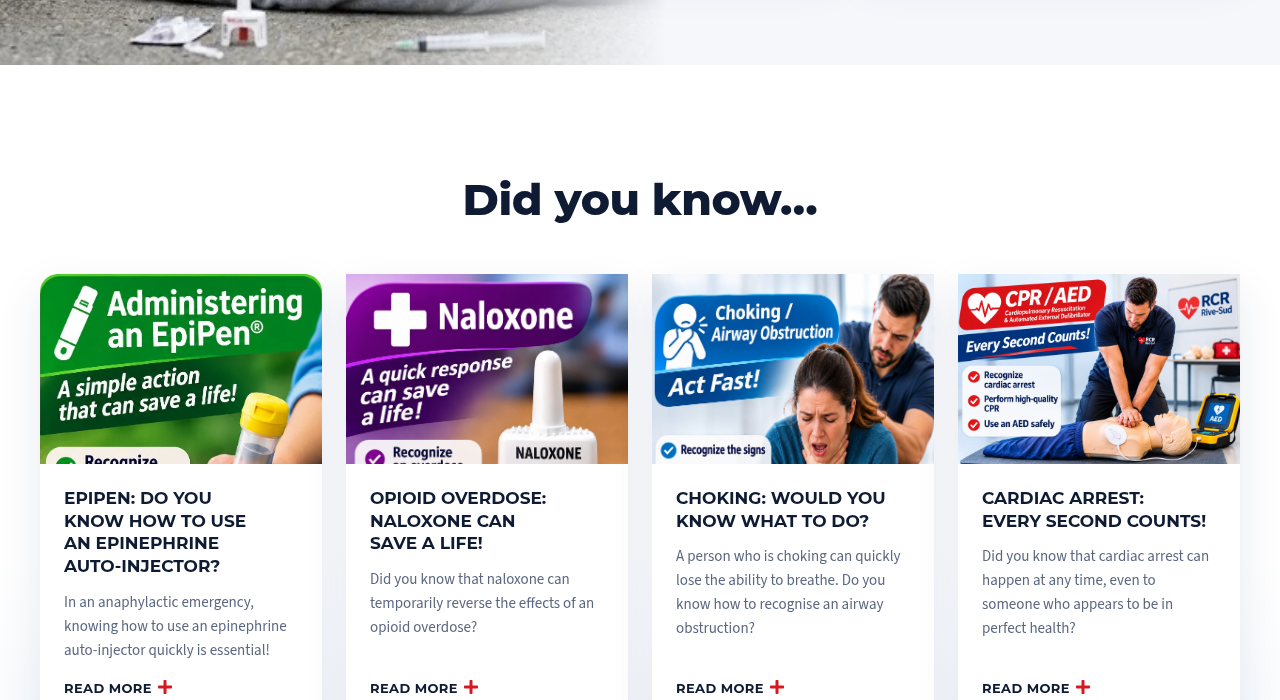 Did you know...
Administering
an EpiPen®
A simple action
that can save a life!
Recognize
EPIPEN: DO YOU
KNOW HOW TO USE
AN EPINEPHRINE
AUTO-INJECTOR?
In an anaphylactic emergency,
knowing how to use an epinephrine
auto-injector quickly is essential!
READ MORE
Naloxone
A quick response
can save
a life!
Recognize
an overdose
NALOXONE
OPIOID OVERDOSE:
NALOXONE CAN
SAVE A LIFE!
Did you know that naloxone can
temporarily reverse the effects of an
opioid overdose?
READ MORE
Choking /
Airway Obstruction
Act Fast!
Recognize the signs
CHOKING: WOULD YOU
KNOW WHAT TO DO?
A person who is choking can quickly
lose the ability to breathe. Do you
know how to recognise an airway
obstruction?
READ MORE
CPR / AED
Cardiopulmonary Resuscitation
& Automated External Defibrillator
Every Second Counts!
Recognize
cardiac arrest
Perform high-quality
CPR
Use an AED safely
RCR
Rive-Sud
AED
CARDIAC ARREST:
EVERY SECOND COUNTS!
Did you know that cardiac arrest can
happen at any time, even to
someone who appears to be in
perfect health?
READ MORE